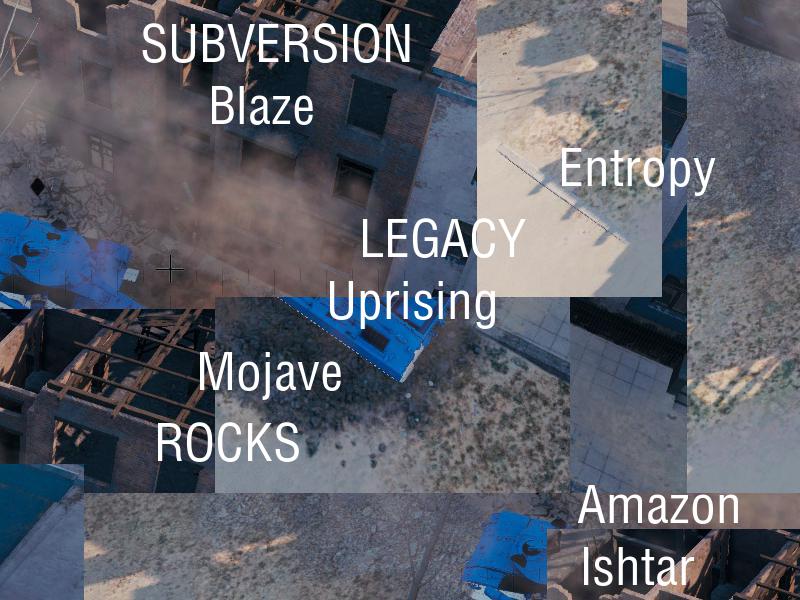 SUBVERSION
Blaze
Entropy
LEGACY
Uprising
Mojave
ROCKS
Amazon
Ishtar